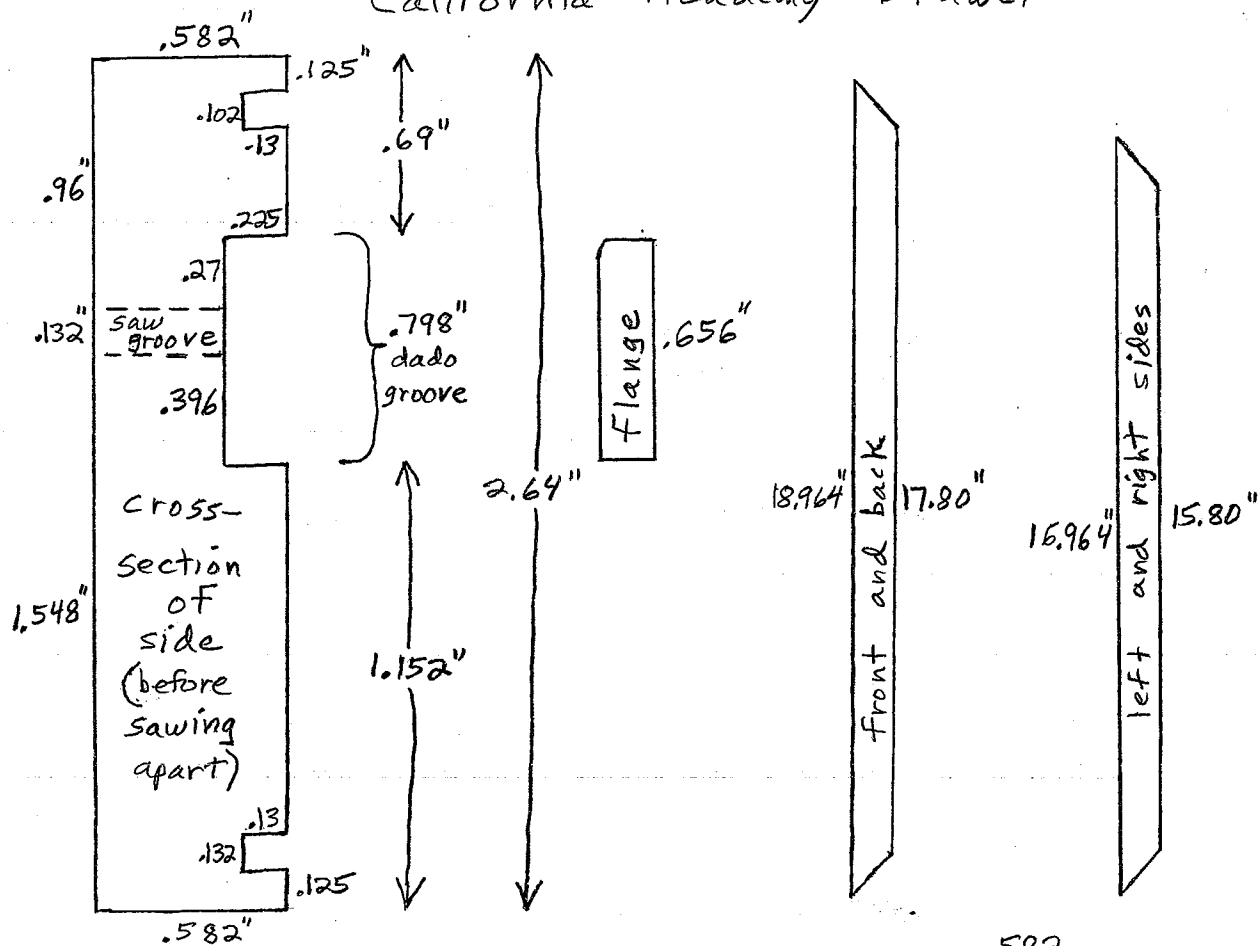 California Academy Drawer
.582"
.125"
.102
.13
.69"
.96"
.225
.27
.132"
saw
groove
.798"
dado
groove
.396
flange
.656"
2.64"
cross-
section
of
side
(before
sawing
apart)
1.548"
1.152"
.13
.132
.125
.582"
18.964"
front and back
17.80"
16.964"
left and right sides
15.80"
.582